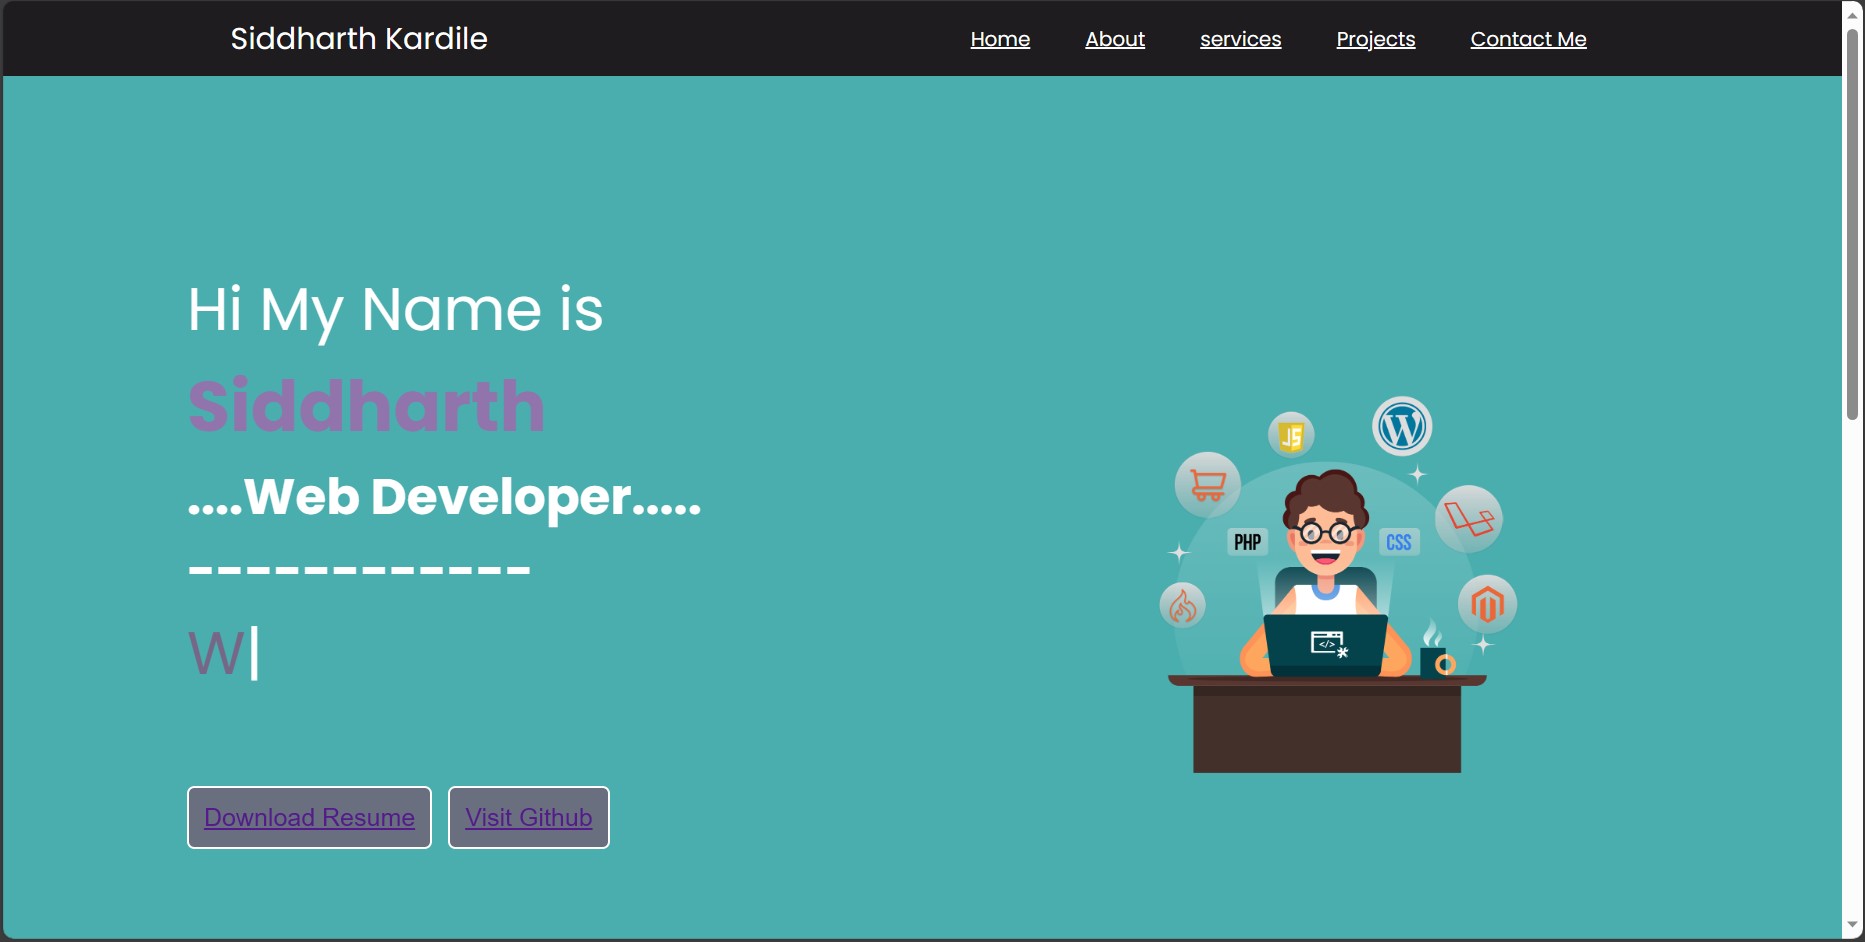 Siddharth Kardile
Home About services Projects Contact Me
Hi My Name is
Siddharth
....Web Developer.....
------------
W|
JS
W
PHP
CSS
</>
Download Resume Visit Github